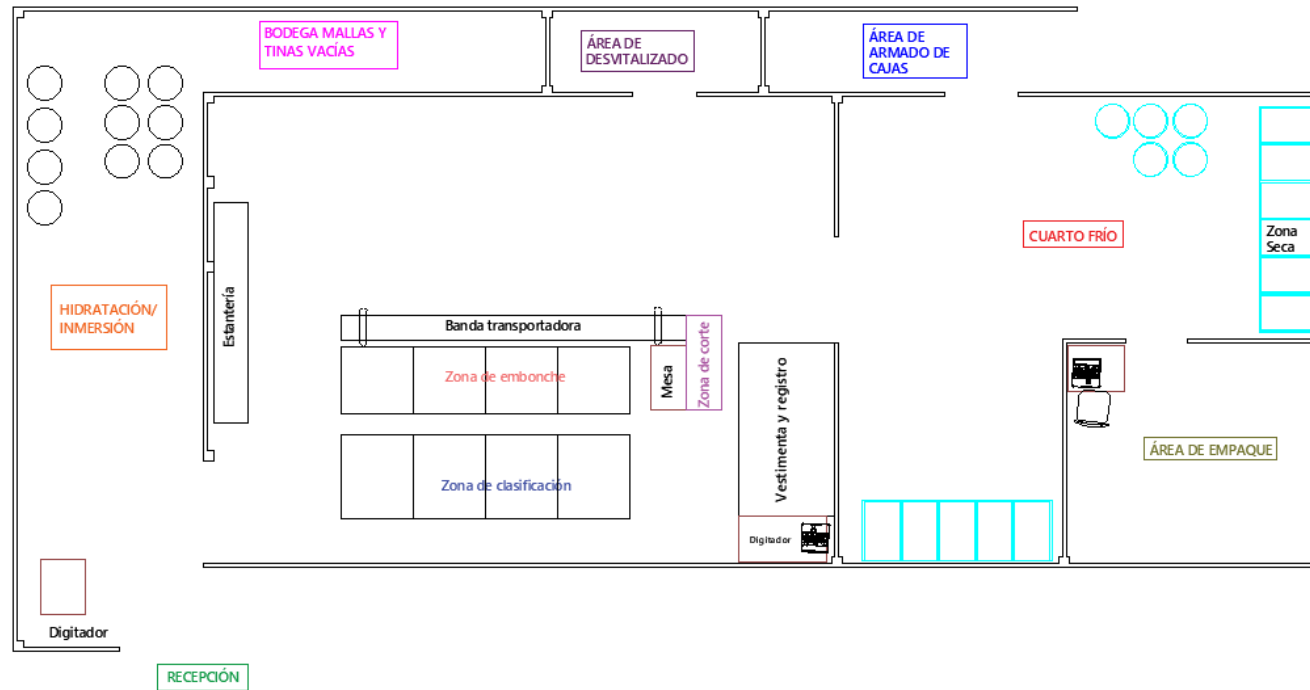 BODEGA MALLAS Y
TINAS VACÍAS
ÁREA DE
DESVITALIZADO
ÁREA DE
ARMADO DE
CAJAS
CUARTO FRÍO
Zona
Seca
HIDRATACIÓN/
INMERSIÓN
Estantería
Banda transportadora
Zona de embonche
Mesa
Zona de corte
Vestimenta y registro
ÁREA DE EMPAQUE
Zona de clasificación
Digitador
Digitador
RECEPCIÓN